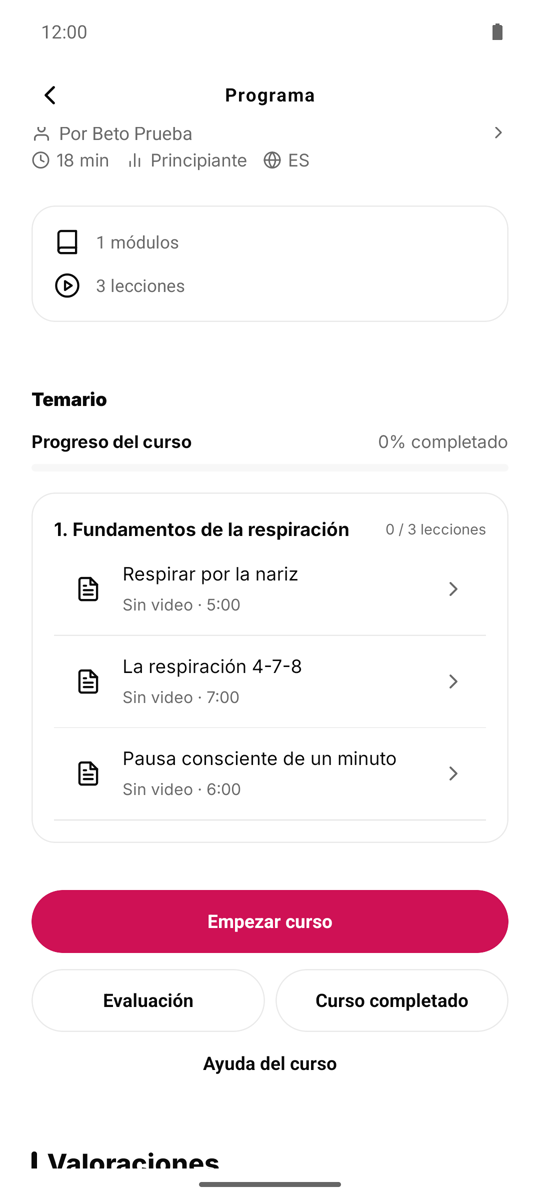 12:00
Programa
Por Beto Prueba
18 min Principiante ES
1 módulos
3 lecciones
Temario
Progreso del curso 0% completado
1. Fundamentos de la respiración 0 / 3 lecciones
Respirar por la nariz
Sin video · 5:00
La respiración 4-7-8
Sin video · 7:00
Pausa consciente de un minuto
Sin video · 6:00
Empezar curso
Evaluación Curso completado
Ayuda del curso
Valoraciones